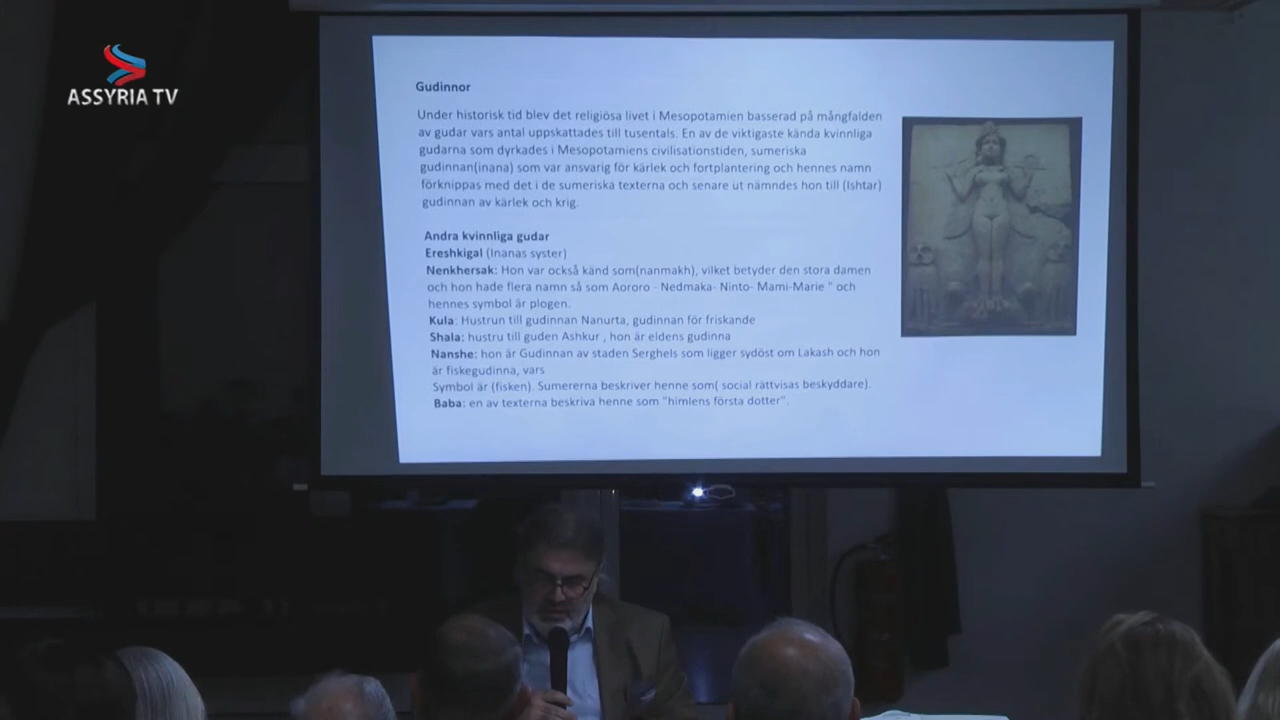 ASSYRIA TV
Gudinnor
Under historisk tid blev det religiösa livet i Mesopotamien basserad på mångfalden
av gudar vars antal uppskattades till tusentals. En av de viktigaste kända kvinnliga
gudarna som dyrkades i Mesopotamiens civilisationstiden, sumeriska
gudinnan(inana) som var ansvarig för kärlek och fortplantering och hennes namn
förknippas med det i de sumeriska texterna och senare ut nämndes hon till (Ishtar)
gudinnan av kärlek och krig.
Andra kvinnliga gudar
Ereshkigal (Inanas syster)
Nenkhersak: Hon var också känd som(nanmakh), vilket betyder den stora damen
och hon hade flera namn så som Aororo - Nedmaka- Ninto- Mami-Marie " och
hennes symbol är plogen.
Kula: Hustrun till gudinnan Nanurta, gudinnan för friskande
Shala: hustru till guden Ashkur , hon är eldens gudinna
Nanshe: hon är Gudinnan av staden Serghels som ligger sydöst om Lakash och hon
är fiskegudinna, vars
Symbol är (fisken). Sumererna beskriver henne som( social rättvisas beskyddare).
Baba: en av texterna beskriva henne som "himlens första dotter".